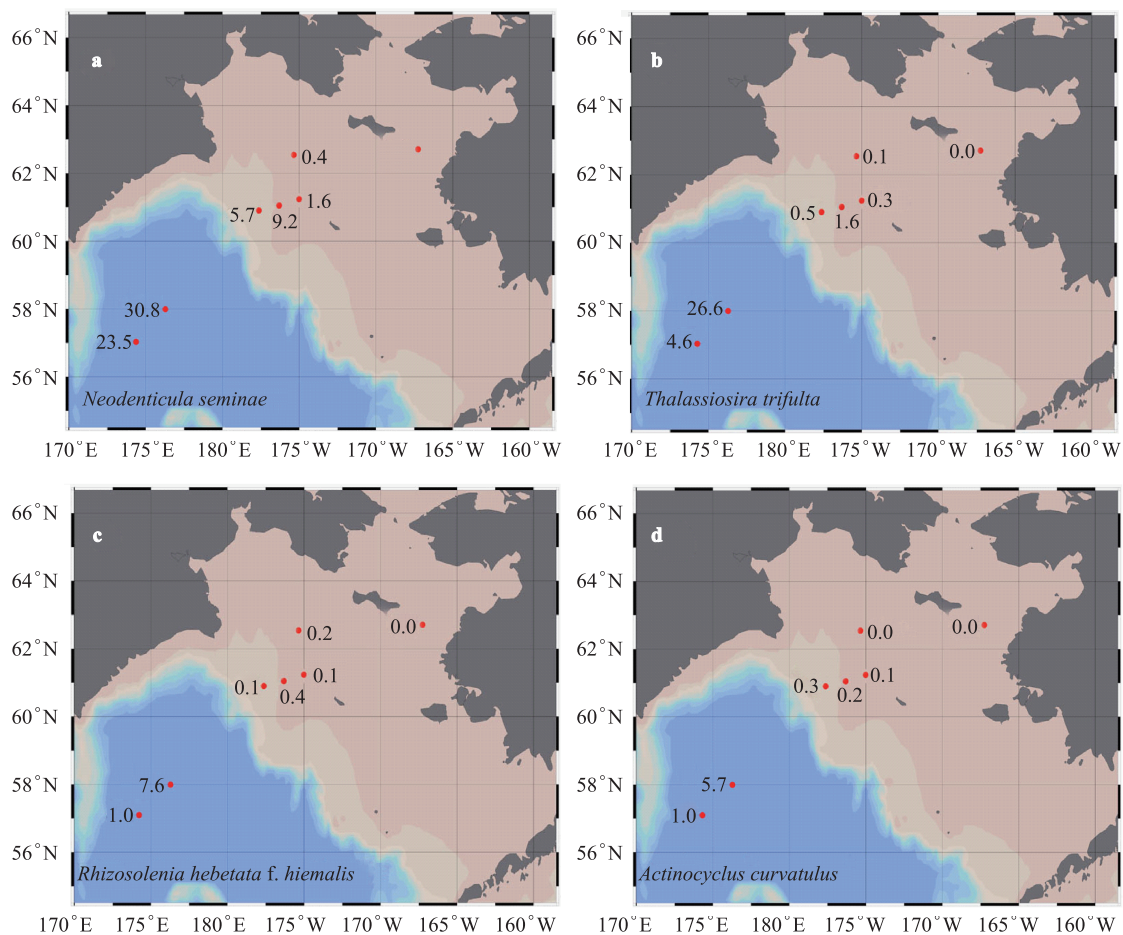 66°N
a
64°N
0.4
62°N
1.6
5.7
9.2
60°N
58°N
30.8
23.5
56°N
Neodenticula seminae
170°E 175°E 180°E 175°W 170°W 165°W 160°W
66°N
b
64°N
0.1
0.0
62°N
0.3
0.5
1.6
60°N
58°N
26.6
4.6
56°N
Thalassiosira trifulta
170°E 175°E 180°E 175°W 170°W 165°W 160°W
66°N
c
64°N
0.2
0.0
62°N
0.1
0.1
0.4
60°N
58°N
7.6
1.0
56°N
Rhizosolenia hebetata f. hiemalis
170°E 175°E 180°E 175°W 170°W 165°W 160°W
66°N
d
64°N
0.0
0.0
62°N
0.1
0.3
0.2
60°N
58°N
5.7
1.0
56°N
Actinocyclus curvatulus
170°E 175°E 180°E 175°W 170°W 165°W 160°W